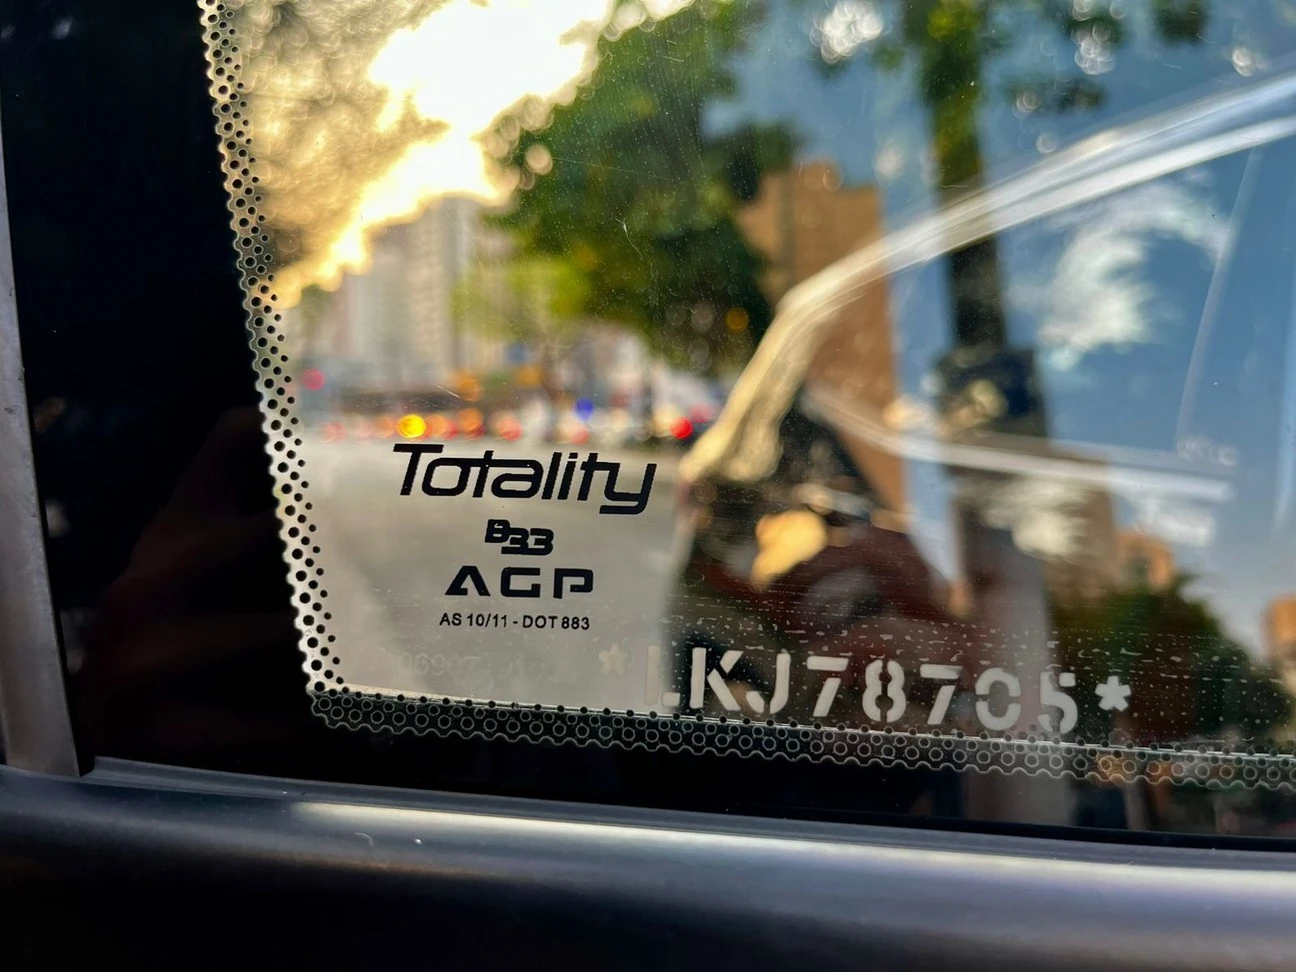 Totality
B33
AGP
AS 10/11 - DOT 883
*LKJ78705*